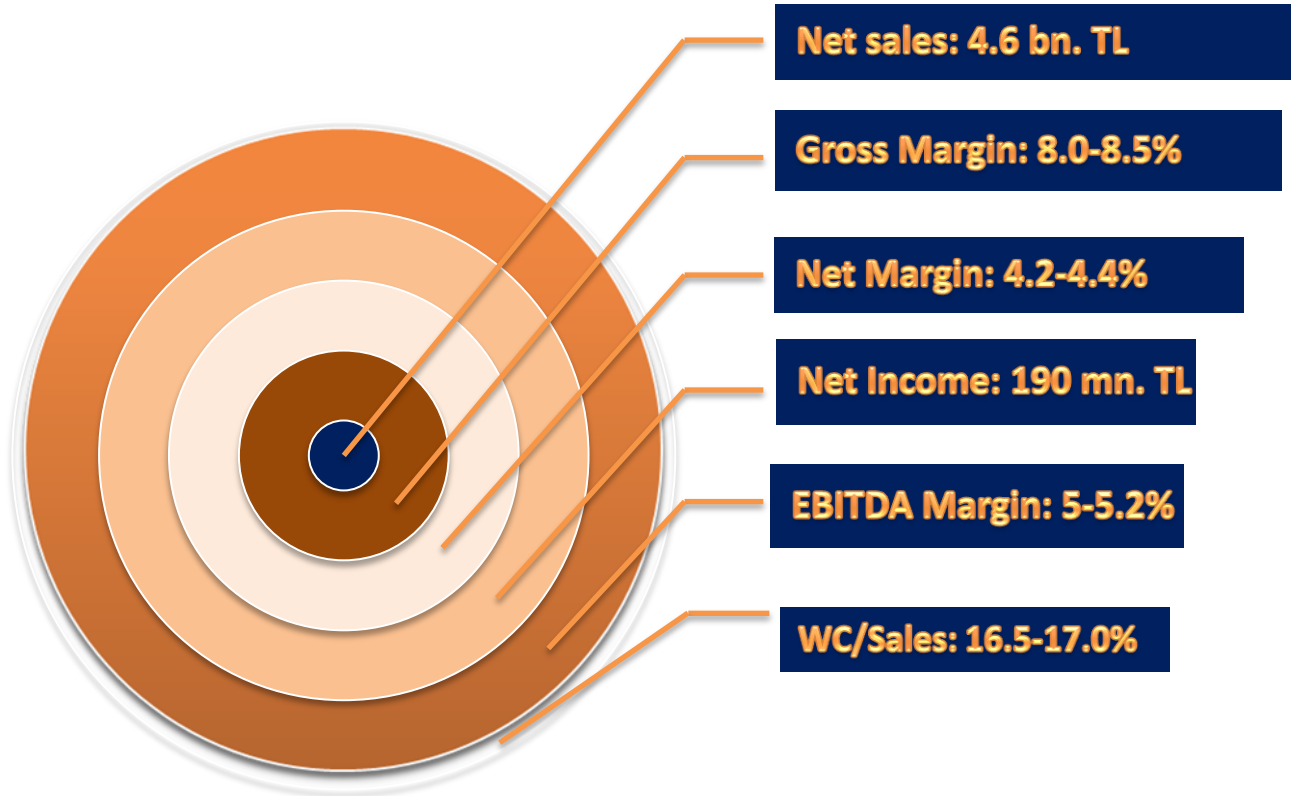 Net sales: 4.6 bn. TL
Gross Margin: 8.0-8.5%
Net Margin: 4.2-4.4%
Net Income: 190 mn. TL
EBITDA Margin: 5-5.2%
WC/Sales: 16.5-17.0%